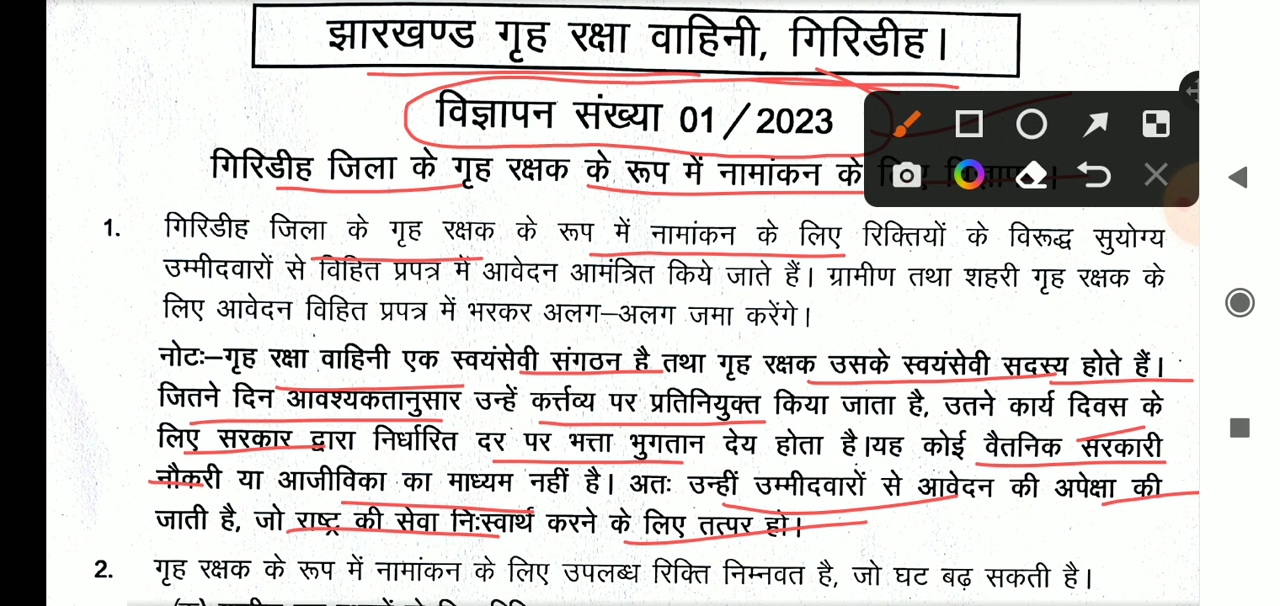 झारखण्ड गृह रक्षा वाहिनी, गिरिडीह।
विज्ञापन संख्या 01/2023
गिरिडीह जिला के गृह रक्षक के रूप में नामांकन के
1. गिरिडीह जिला के गृह रक्षक के रूप में नामांकन के लिए रिक्तियों के विरूद्ध सुयोग्य
उम्मीदवारों से विहित प्रपत्र में आवेदन आमंत्रित किये जाते हैं। ग्रामीण तथा शहरी गृह रक्षक के
लिए आवेदन विहित प्रपत्र में भरकर अलग–अलग जमा करेंगे।
नोटः–गृह रक्षा वाहिनी एक स्वयंसेवी संगठन है तथा गृह रक्षक उसके स्वयंसेवी सदस्य होते हैं।
जितने दिन आवश्यकतानुसार उन्हें कर्त्तव्य पर प्रतिनियुक्त किया जाता है, उतने कार्य दिवस के
लिए सरकार द्वारा निर्धारित दर पर भत्ता भुगतान देय होता है।यह कोई वैतनिक सरकारी
नौकरी या आजीविका का माध्यम नहीं है। अतः उन्हीं उम्मीदवारों से आवेदन की अपेक्षा की
जाती है, जो राष्ट्र की सेवा निःस्वार्थ करने के लिए तत्पर हो।
2. गृह रक्षक के रूप में नामांकन के लिए उपलब्ध रिक्ति निम्नवत है, जो घट बढ़ सकती है।